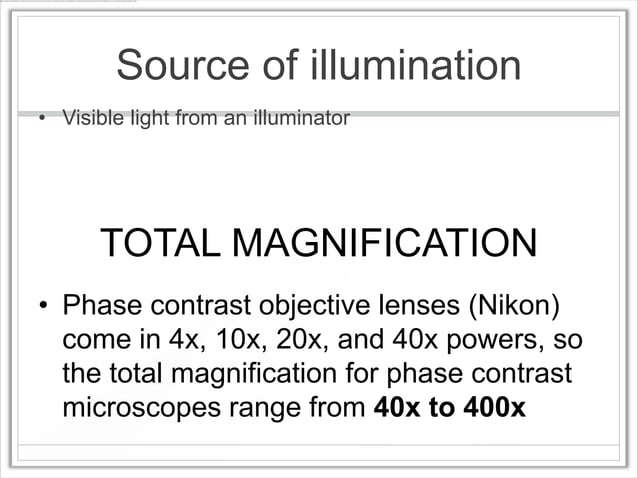 Source of illumination
• Visible light from an illuminator
TOTAL MAGNIFICATION
• Phase contrast objective lenses (Nikon)
come in 4x, 10x, 20x, and 40x powers, so
the total magnification for phase contrast
microscopes range from 40x to 400x